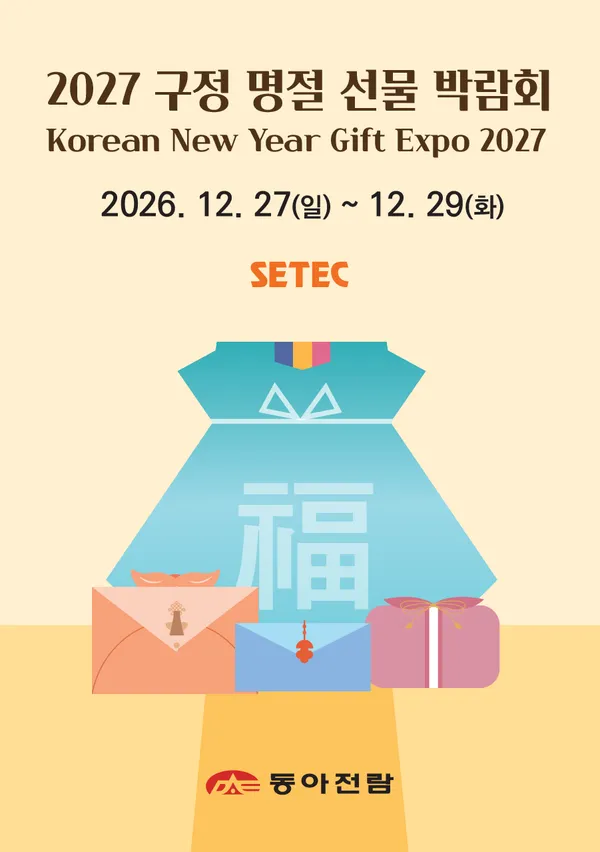 2027 구정 명절 선물 박람회
Korean New Year Gift Expo 2027
2026. 12. 27(일) ~ 12. 29(화)
SETEC
福
동아전람